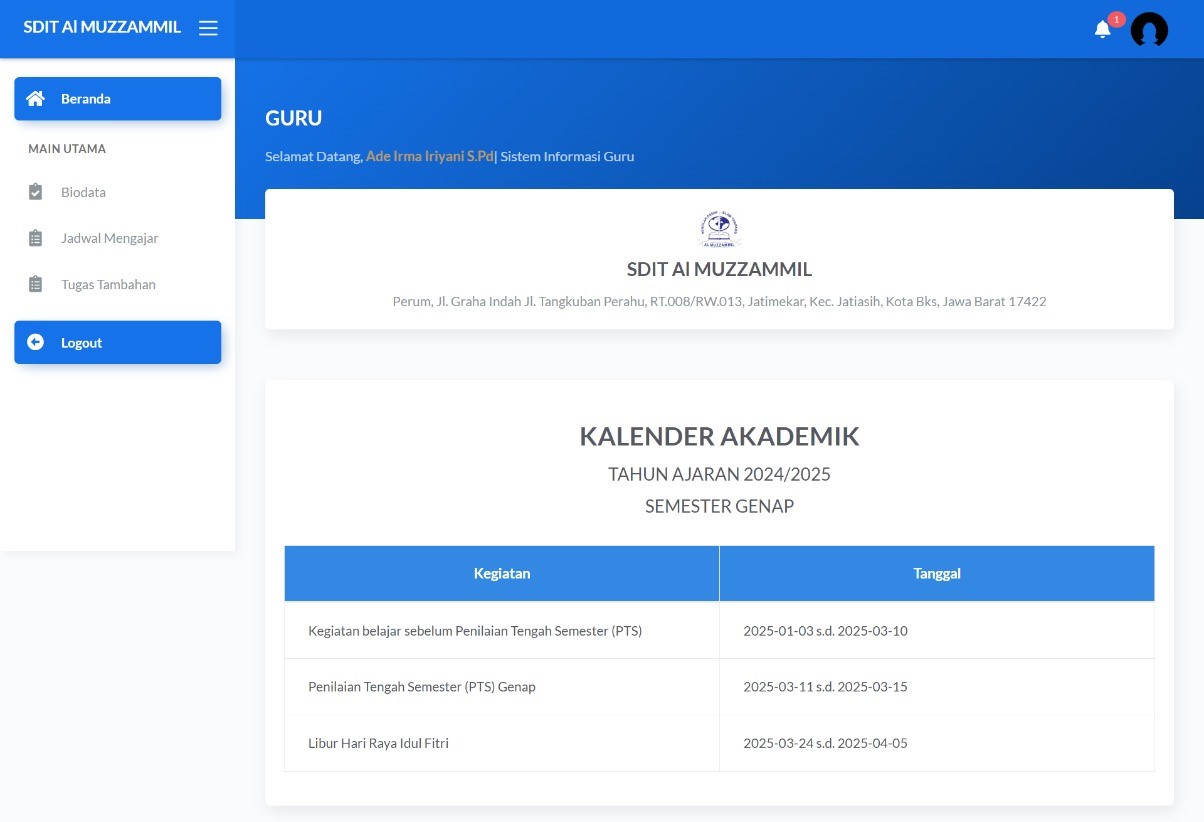 SDIT Al MUZZAMMIL
1
Beranda
MAIN UTAMA
Biodata
Jadwal Mengajar
Tugas Tambahan
Logout
GURU
Selamat Datang, Ade Irma Iriyani S.Pd| Sistem Informasi Guru
AL MUZZAMMIL
SDIT Al MUZZAMMIL
Perum, Jl. Graha Indah Jl. Tangkuban Perahu, RT.008/RW.013, Jatimekar, Kec. Jatiasih, Kota Bks, Jawa Barat 17422
KALENDER AKADEMIK
TAHUN AJARAN 2024/2025
SEMESTER GENAP
Kegiatan Tanggal
Kegiatan belajar sebelum Penilaian Tengah Semester (PTS) 2025-01-03 s.d. 2025-03-10
Penilaian Tengah Semester (PTS) Genap 2025-03-11 s.d. 2025-03-15
Libur Hari Raya Idul Fitri 2025-03-24 s.d. 2025-04-05